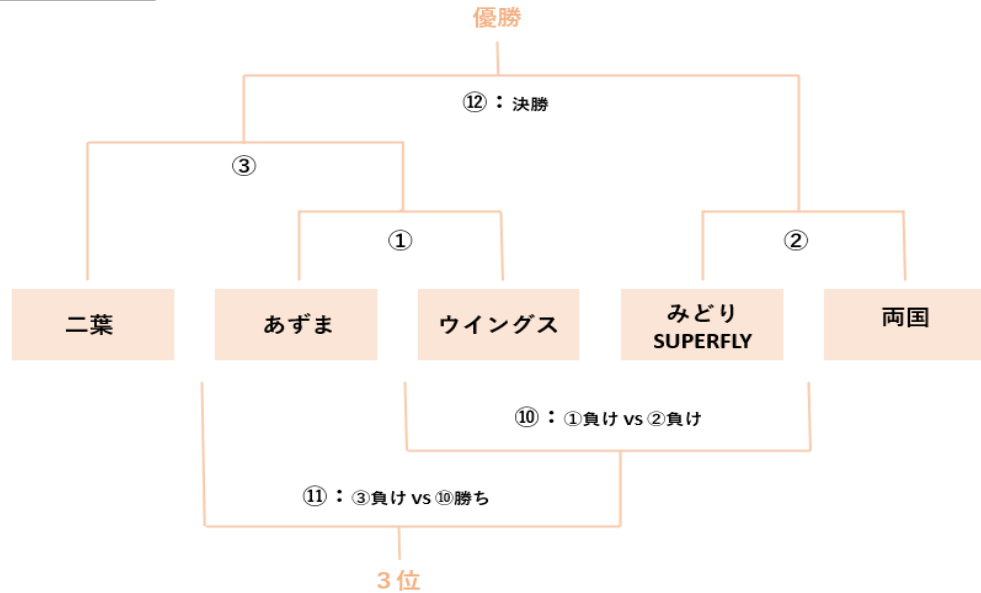 優勝
⑫：決勝
③
①
②
二葉
あずま
ウイングス
みどり
SUPERFLY
両国
⑩：①負け vs ②負け
⑪：③負け vs ⑩勝ち
３位